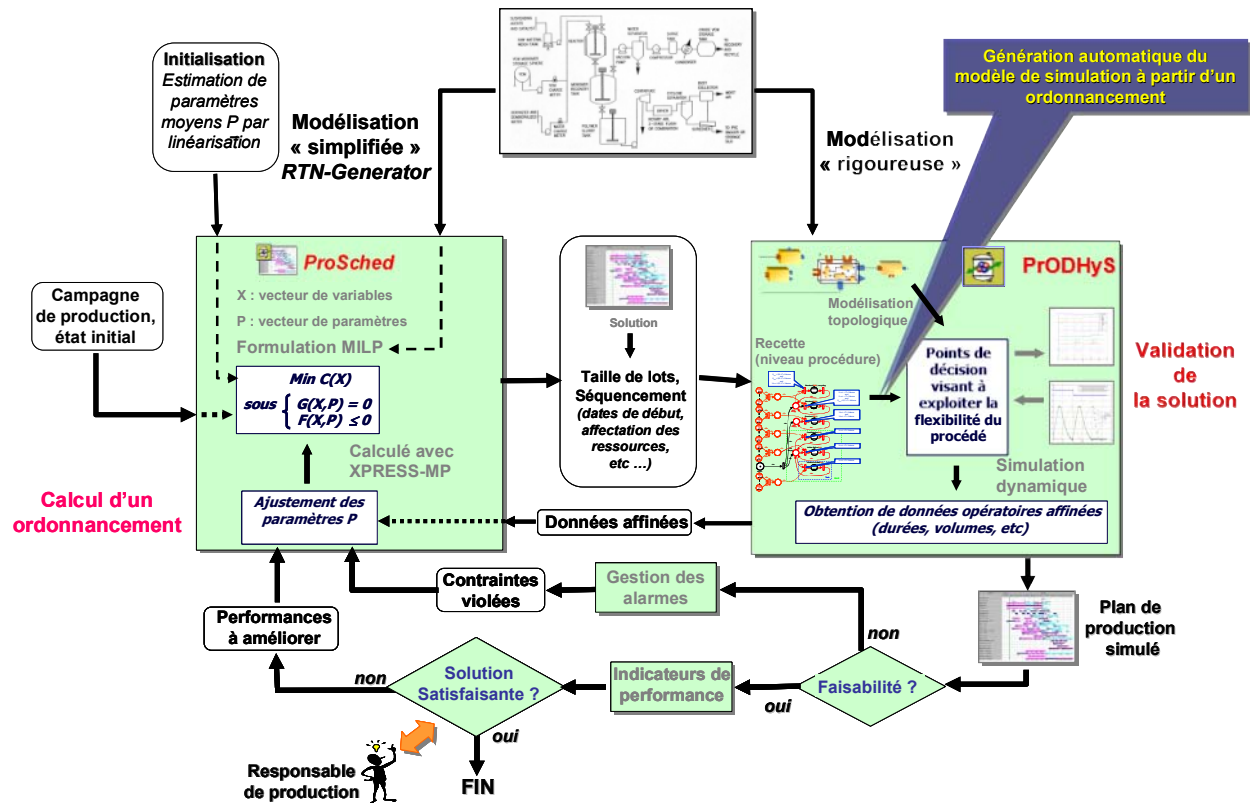 Initialisation
Estimation de
paramètres
moyens P par
linéarisation
Modélisation
« simplifiée »
RTN-Generator
Génération automatique du
modèle de simulation à partir d'un
ordonnancement
Modélisation
« rigoureuse »
Campagne
de production,
état initial
ProSched
X : vecteur de variables
P : vecteur de paramètres
Formulation MILP
Min C(X)
sous { G(X,P) = 0
F(X,P) ≤ 0
Calculé avec
XPRESS-MP
Ajustement des
paramètres P
Calcul d'un
ordonnancement
Solution
Taille de lots,
Séquencement
(dates de début,
affectation des
ressources,
etc ...)
Données affinées
PrODHyS
Modélisation
topologique
Recette
(niveau procédure)
Points de
décision
visant à
exploiter la
flexibilité du
procédé
Simulation
dynamique
Obtention de données opératoires affinées
(durées, volumes, etc)
Validation
de
la solution
Contraintes
violées
Gestion des
alarmes
Performances
à améliorer
non
Plan de
production
simulé
non
Solution
Satisfaisante ?
Indicateurs de
performance
oui
Faisabilité ?
oui
Responsable
de production
FIN